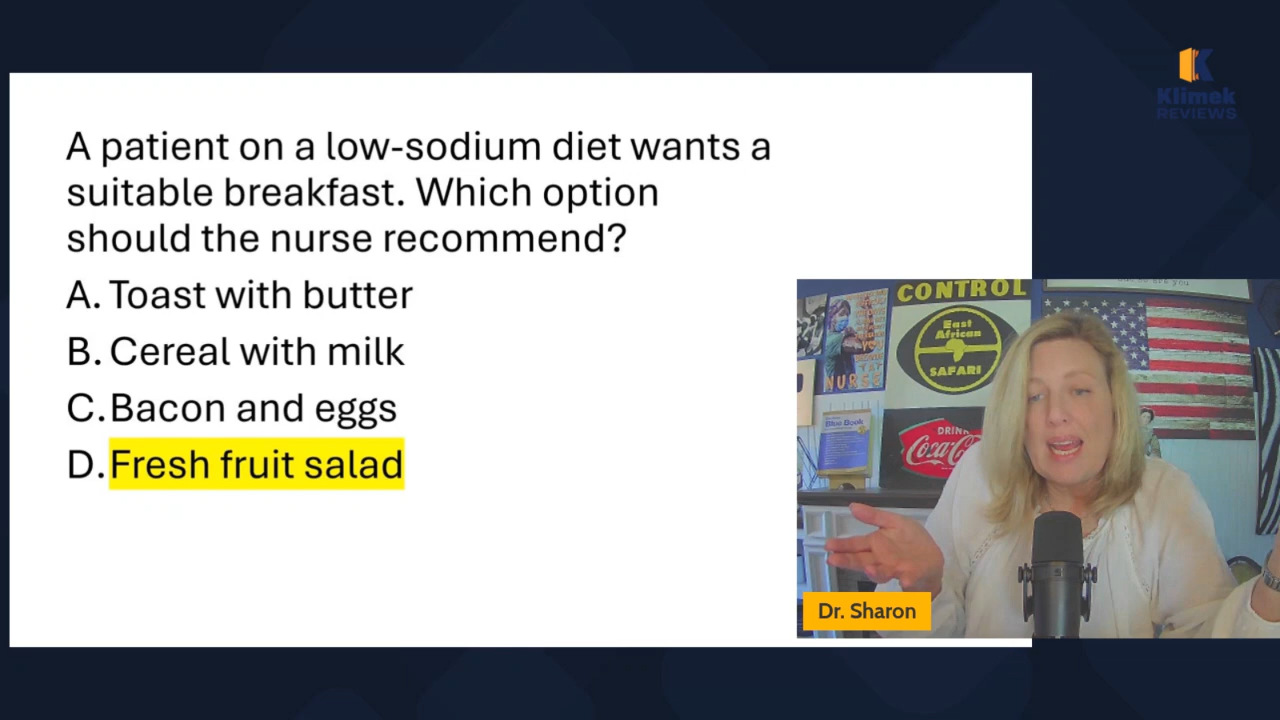 Klimek
REVIEWS
A patient on a low-sodium diet wants a
suitable breakfast. Which option
should the nurse recommend?
A. Toast with butter
B. Cereal with milk
C. Bacon and eggs
D. Fresh fruit salad
CONTROL
East
African
SAFARI
NURSE
Blue Book
DRINK
Coca-Co
Dr. Sharon